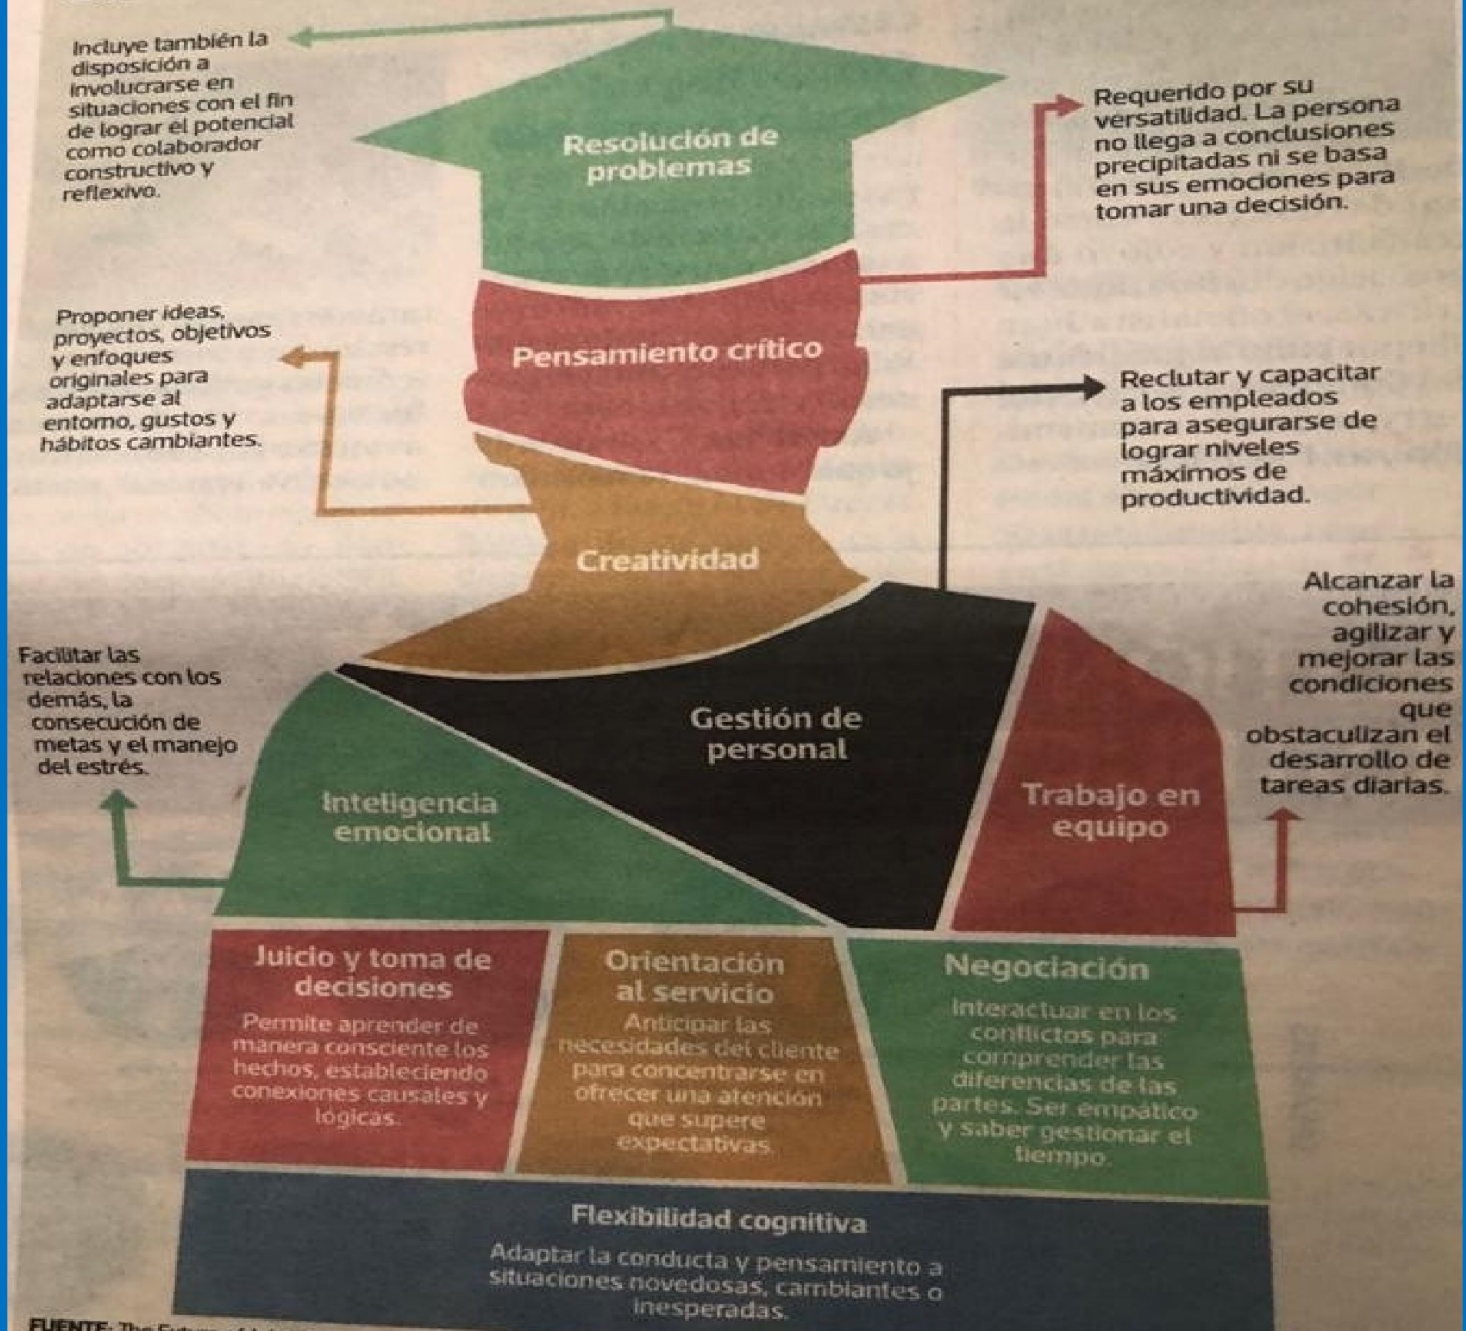 Incluye también la
disposición a
involucrarse en
situaciones con el fin
de lograr el potencial
como colaborador
constructivo y
reflexivo.
Resolución de
problemas
Requerido por su
versatilidad. La persona
no llega a conclusiones
precipitadas ni se basa
en sus emociones para
tomar una decisión.
Pensamiento crítico
Proponer ideas,
proyectos, objetivos
y enfoques
originales para
adaptarse al
entorno, gustos y
hábitos cambiantes.
Reclutar y capacitar
a los empleados
para asegurarse de
lograr niveles
máximos de
productividad.
Creatividad
Alcanzar la
cohesión,
agilizar y
mejorar las
condiciones
que
obstaculizan el
desarrollo de
tareas diarias.
Facilitar las
relaciones con los
demás, la
consecución de
metas y el manejo
del estrés.
Gestión de
personal
Inteligencia
emocional
Trabajo en
equipo
Juicio y toma de
decisiones
Permite aprender de
manera consciente los
hechos, estableciendo
conexiones causales y
lógicas.
Orientación
al servicio
Anticipar las
necesidades del cliente
para concentrarse en
ofrecer una atención
que supere
expectativas.
Negociación
Interactuar en los
conflictos para
comprender las
diferencias de las
partes. Ser empático
y saber gestionar el
tiempo.
Flexibilidad cognitiva
Adaptar la conducta y pensamiento a
situaciones novedosas, cambiantes o
inesperadas.
FUENTE: The Future of